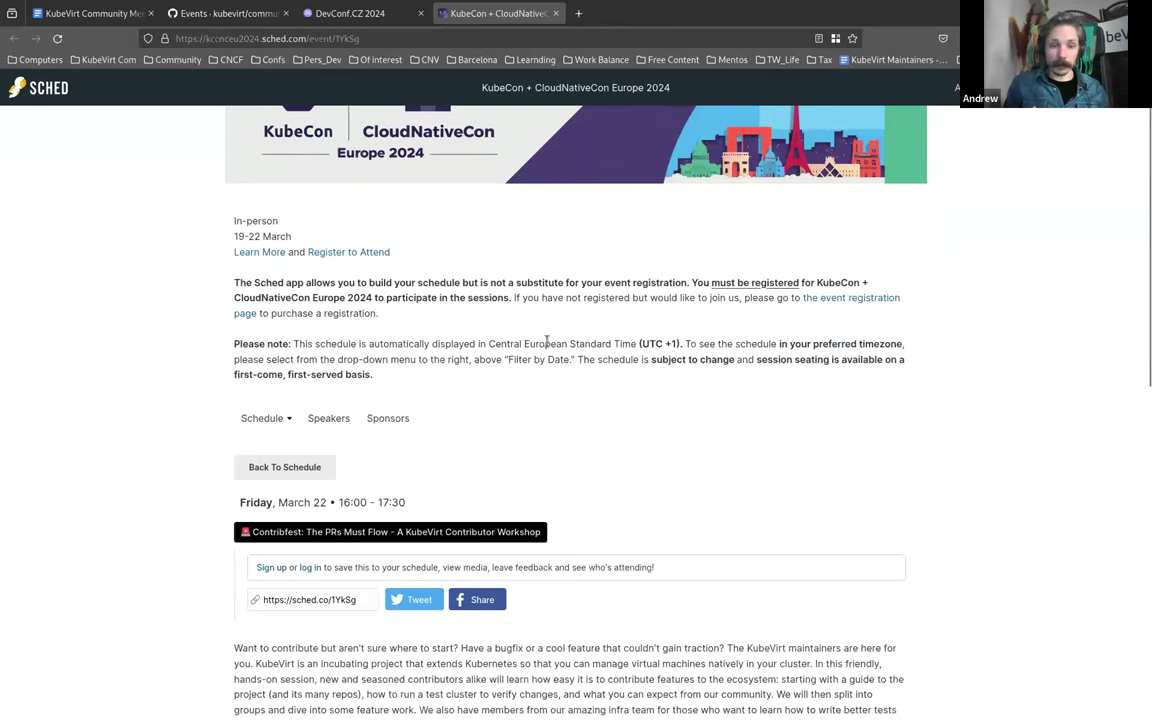 KubeVirt Community Me
Events · kubevirt/commu
DevConf.CZ 2024
KubeCon + CloudNativeC
https://kccnceu2024.sched.com/event/1YkSg
Computers KubeVirt Com Community CNCF Confs Pers_Dev Of interest CNV Barcelona Learnding Work Balance Free Content Mentos TW_Life Tax KubeVirt Maintainers -…
SCHED
KubeCon + CloudNativeCon Europe 2024
A
Andrew
KubeCon CloudNativeCon
Europe 2024
In-person
19-22 March
Learn More and Register to Attend
The Sched app allows you to build your schedule but is not a substitute for your event registration. You must be registered for KubeCon +
CloudNativeCon Europe 2024 to participate in the sessions. If you have not registered but would like to join us, please go to the event registration
page to purchase a registration.
Please note: This schedule is automatically displayed in Central European Standard Time (UTC +1). To see the schedule in your preferred timezone,
please select from the drop-down menu to the right, above "Filter by Date." The schedule is subject to change and session seating is available on a
first-come, first-served basis.
Schedule Speakers Sponsors
Back To Schedule
Friday, March 22 • 16:00 - 17:30
🚨 Contribfest: The PRs Must Flow - A KubeVirt Contributor Workshop
Sign up or log in to save this to your schedule, view media, leave feedback and see who's attending!
https://sched.co/1YkSg Tweet Share
Want to contribute but aren't sure where to start? Have a bugfix or a cool feature that couldn't gain traction? The KubeVirt maintainers are here for
you. KubeVirt is an incubating project that extends Kubernetes so that you can manage virtual machines natively in your cluster. In this friendly,
hands-on session, new and seasoned contributors alike will learn how easy it is to contribute features to the ecosystem: starting with a guide to the
project (and its many repos), how to run a test cluster to verify changes, and what you can expect from our community. We will then split into
groups and dive into some feature work. We also have members from our amazing infra team for those who want to learn how to write better tests